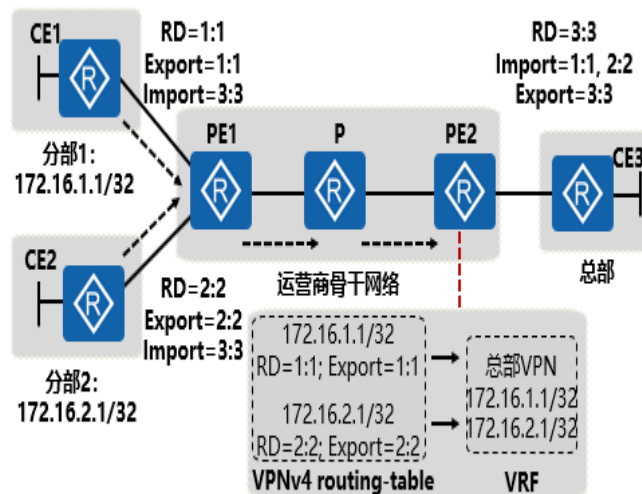 CE1
RD=1:1
Export=1:1
Import=3:3
RD=3:3
Import=1:1, 2:2
Export=3:3
R
分部1:
172.16.1.1/32
PE1
P
PE2
CE3
R
R
R
R
CE2
R
运营商骨干网络
总部
RD=2:2
Export=2:2
Import=3:3
分部2:
172.16.2.1/32
172.16.1.1/32
RD=1:1; Export=1:1
172.16.2.1/32
RD=2:2; Export=2:2
总部VPN
172.16.1.1/32
172.16.2.1/32
VPNv4 routing-table
VRF